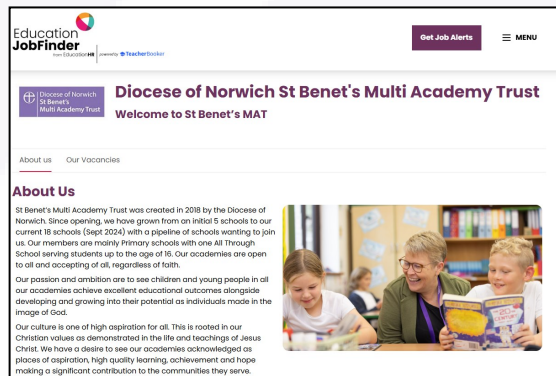 Education
JobFinder
from EducationHR powered by TeacherBooker
Get Job Alerts
MENU
Diocese of Norwich
St Benet's
Multi Academy Trust
Diocese of Norwich St Benet's Multi Academy Trust
Welcome to St Benet's MAT
About us Our Vacancies
About Us
St Benet's Multi Academy Trust was created in 2018 by the Diocese of
Norwich. Since opening, we have grown from an initial 5 schools to our
current 18 schools (Sept 2024) with a pipeline of schools wanting to join
us. Our members are mainly Primary schools with one All Through
School serving students up to the age of 16. Our academies are open
to all and accepting of all, regardless of faith.
Our passion and ambition are to see children and young people in all
our academies achieve excellent educational outcomes alongside
developing and growing into their potential as individuals made in the
image of God.
Our culture is one of high aspiration for all. This is rooted in our
Christian values as demonstrated in the life and teachings of Jesus
Christ. We have a desire to see our academies acknowledged as
places of aspiration, high quality learning, achievement and hope
making a significant contribution to the communities they serve.